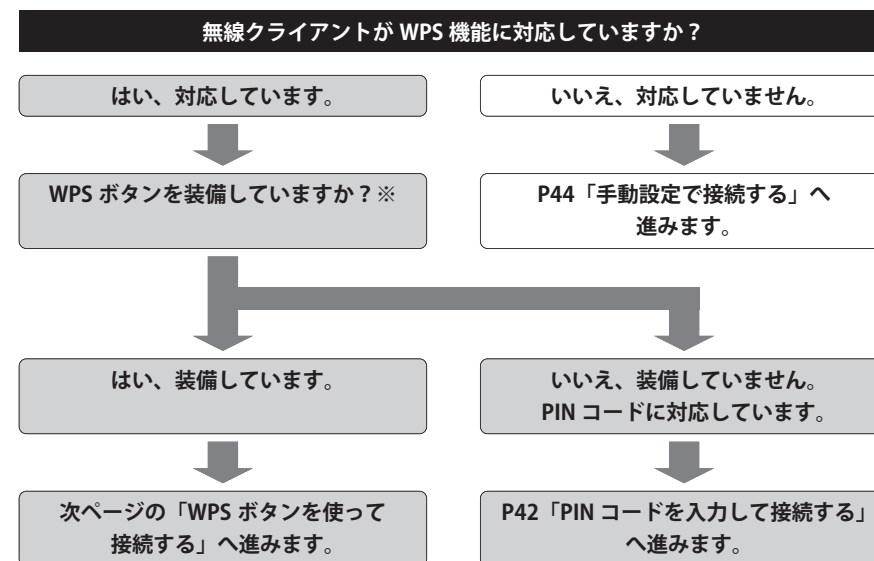 無線クライアントが WPS 機能に対応していますか？
はい、対応しています。
いいえ、対応していません。
WPS ボタンを装備していますか？※
P44「手動設定で接続する」へ
進みます。
はい、装備しています。
いいえ、装備していません。
PIN コードに対応しています。
次ページの「WPS ボタンを使って
接続する」へ進みます。
P42「PIN コードを入力して接続する」
へ進みます。